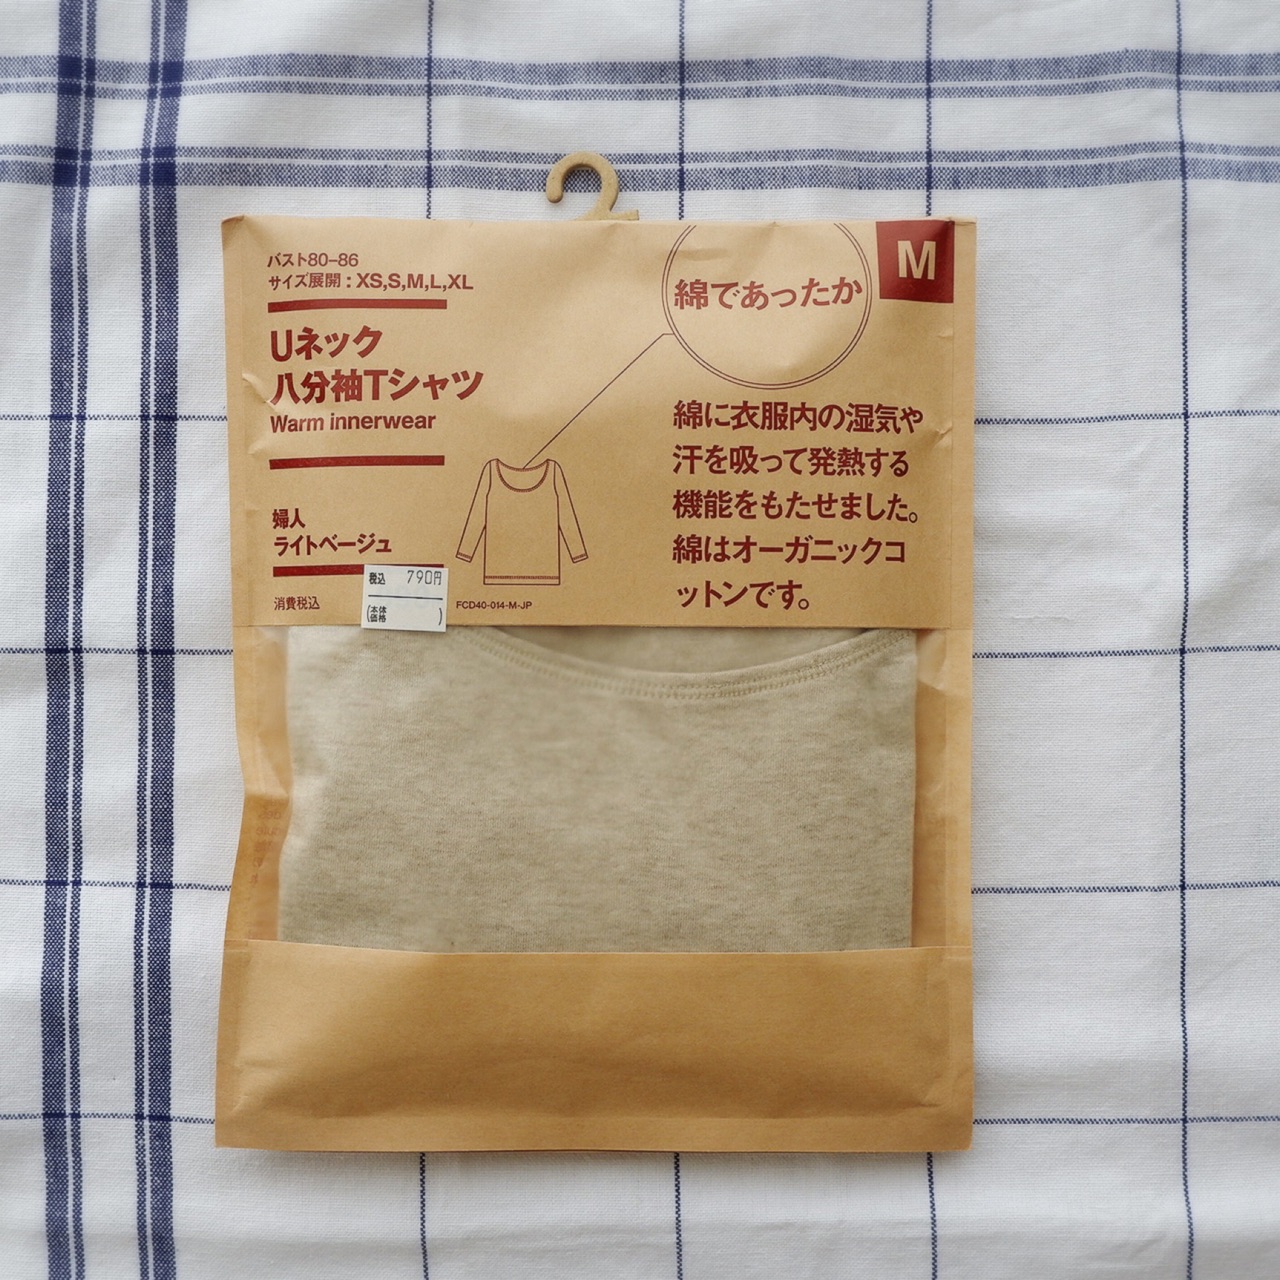 バスト80-86
サイズ展開：XS,S,M,L,XL
Uネック
八分袖Tシャツ
Warm innerwear
婦人
ライトベージュ
消費税込
税込 790円
(本体価格 )
FCD40-014-M-JP
綿であったか
M
綿に衣服内の湿気や
汗を吸って発熱する
機能をもたせました。
綿はオーガニックコ
ットンです。